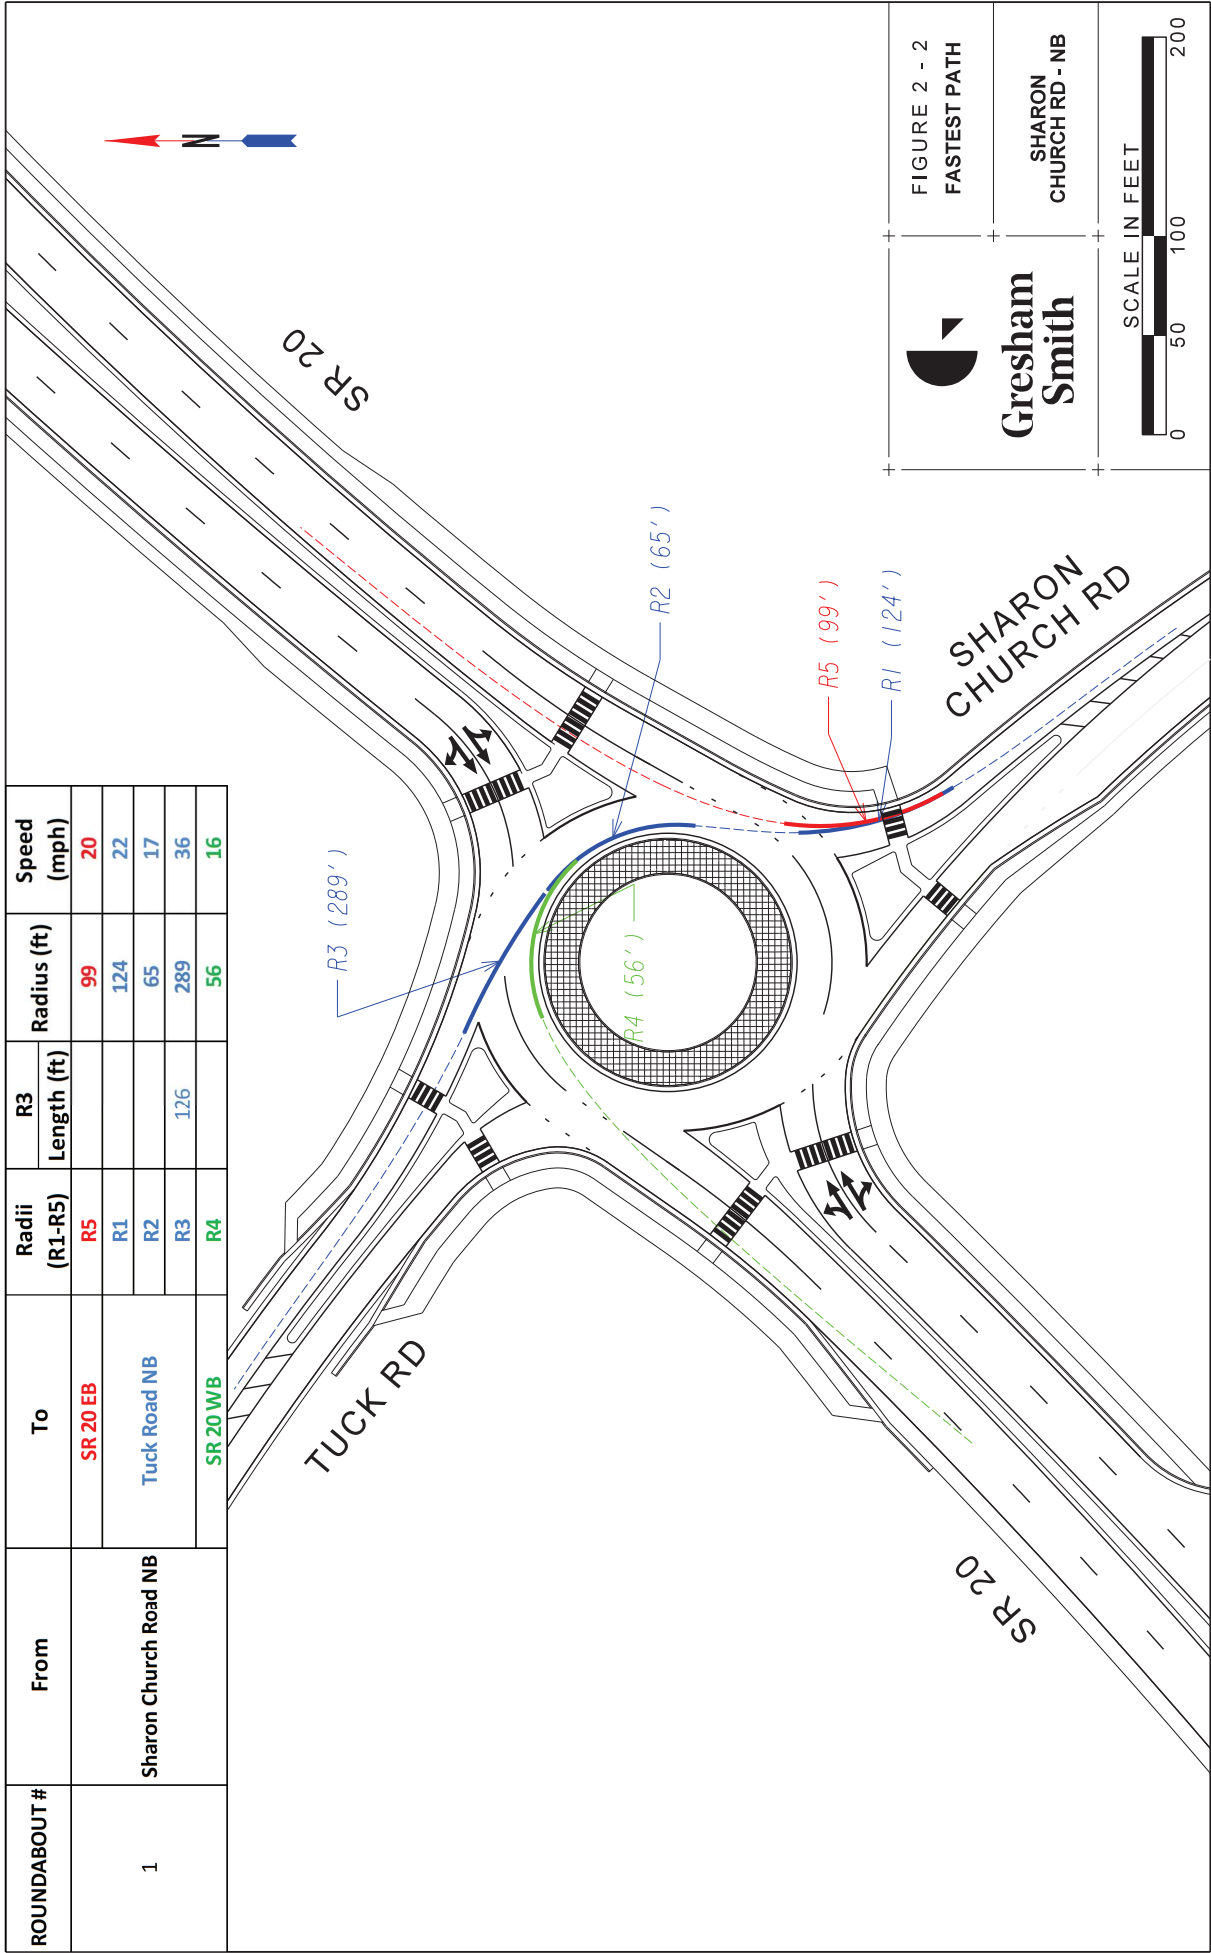 ROUNDABOUT #
From
To
Radii
(R1-R5)
R3
Length (ft)
Radius (ft)
Speed
(mph)
1
Sharon Church Road NB
SR 20 EB
R5
99
20
Tuck Road NB
R1
124
22
R2
65
17
R3
126
289
36
SR 20 WB
R4
56
16
N
SR 20
R3 (289')
R2 (65')
R4 (56')
R5 (99')
R1 (124')
TUCK RD
SHARON
CHURCH RD
SR 20
FIGURE 2 - 2
FASTEST PATH
SHARON
CHURCH RD - NB
Gresham
Smith
SCALE IN FEET
0
50
100
200